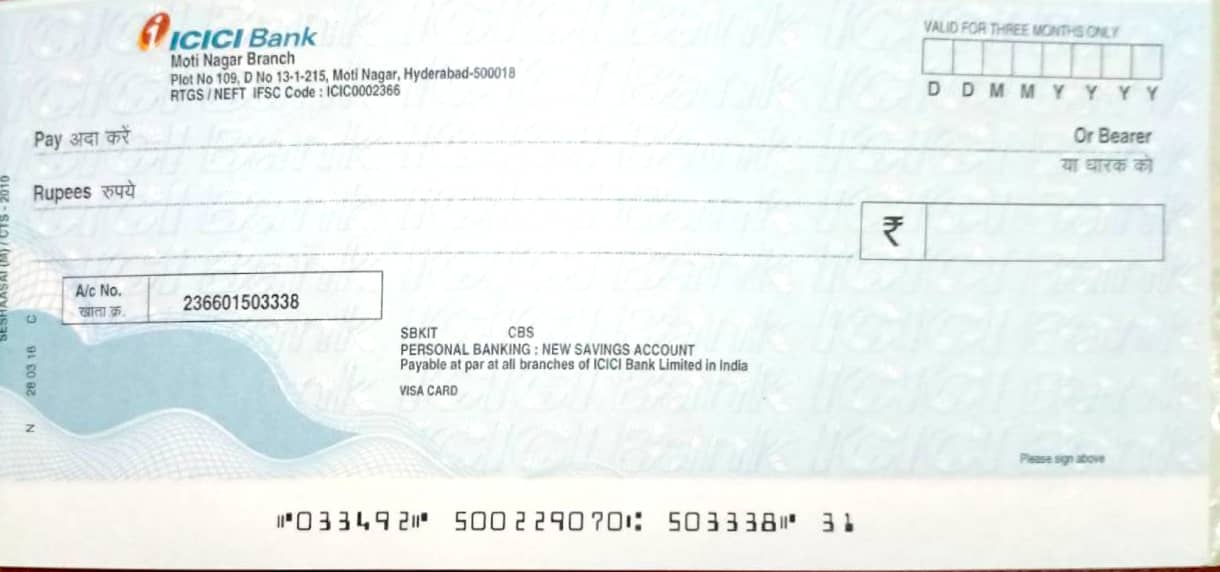 ICICI Bank
Moti Nagar Branch
Plot No 109, D No 13-1-215, Moti Nagar, Hyderabad-500018
RTGS / NEFT IFSC Code : ICIC0002366
VALID FOR THREE MONTHS ONLY
D D M M Y Y Y Y
Pay अदा करें
Or Bearer
या धारक को
Rupees रुपये
₹
A/c No.
खाता क्र.
236601503338
SBKIT CBS
PERSONAL BANKING : NEW SAVINGS ACCOUNT
Payable at par at all branches of ICICI Bank Limited in India
VISA CARD
Please sign above
SESHAASAI (M) / CTS - 2010
N 28 03 16 C
⑈033492⑈ 500229070⑆ 503338⑈ 31